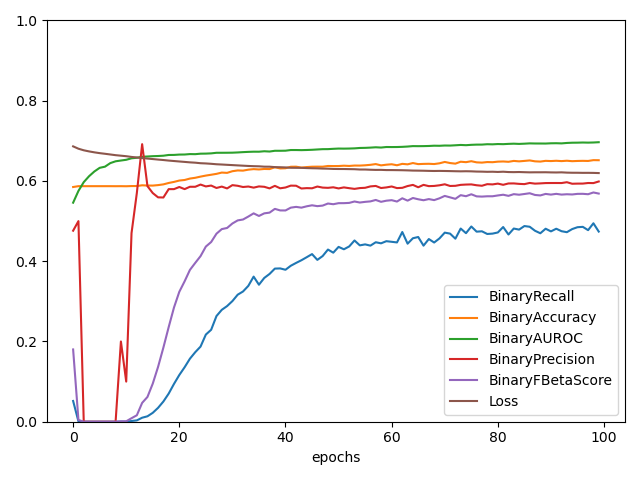 1.0
0.8
0.6
0.4
0.2
0.0
0 20 40 60 80 100
epochs
BinaryRecall
BinaryAccuracy
BinaryAUROC
BinaryPrecision
BinaryFBetaScore
Loss